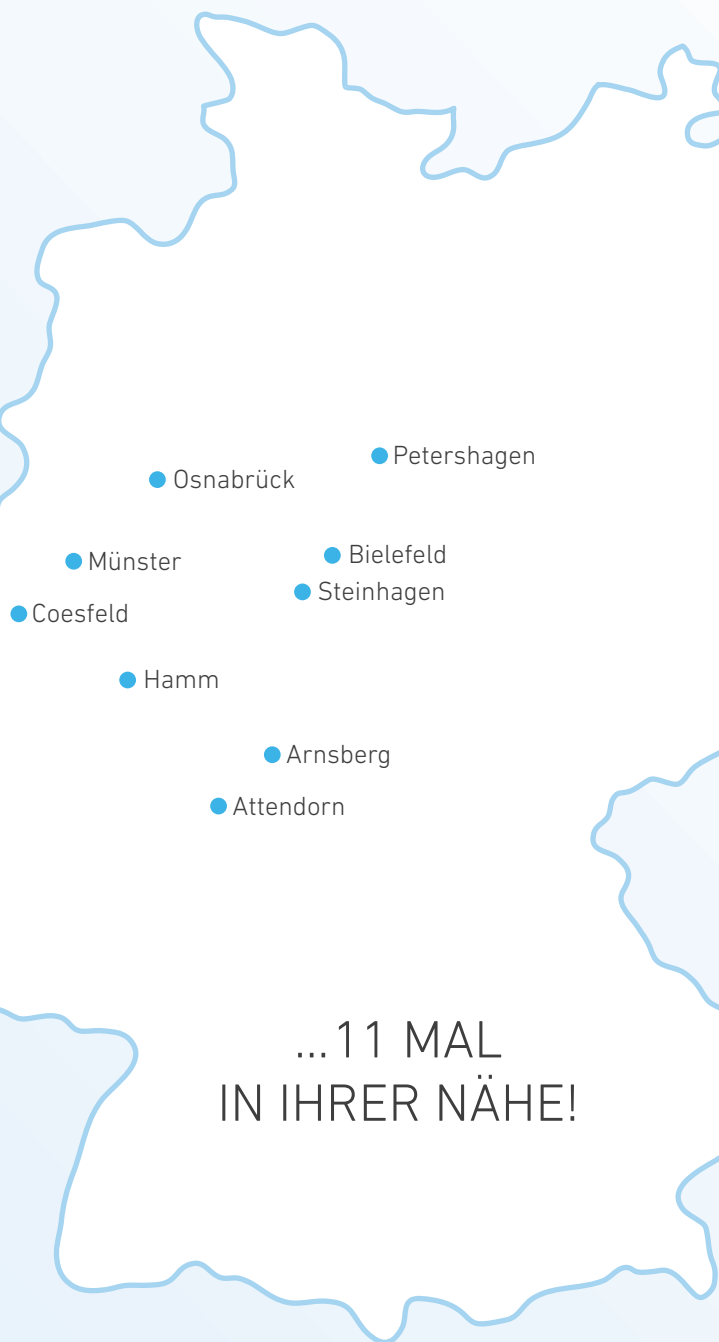 Petershagen
Osnabrück
Bielefeld
Münster
Steinhagen
Coesfeld
Hamm
Arnsberg
Attendorn
...11 MAL
IN IHRER NÄHE!